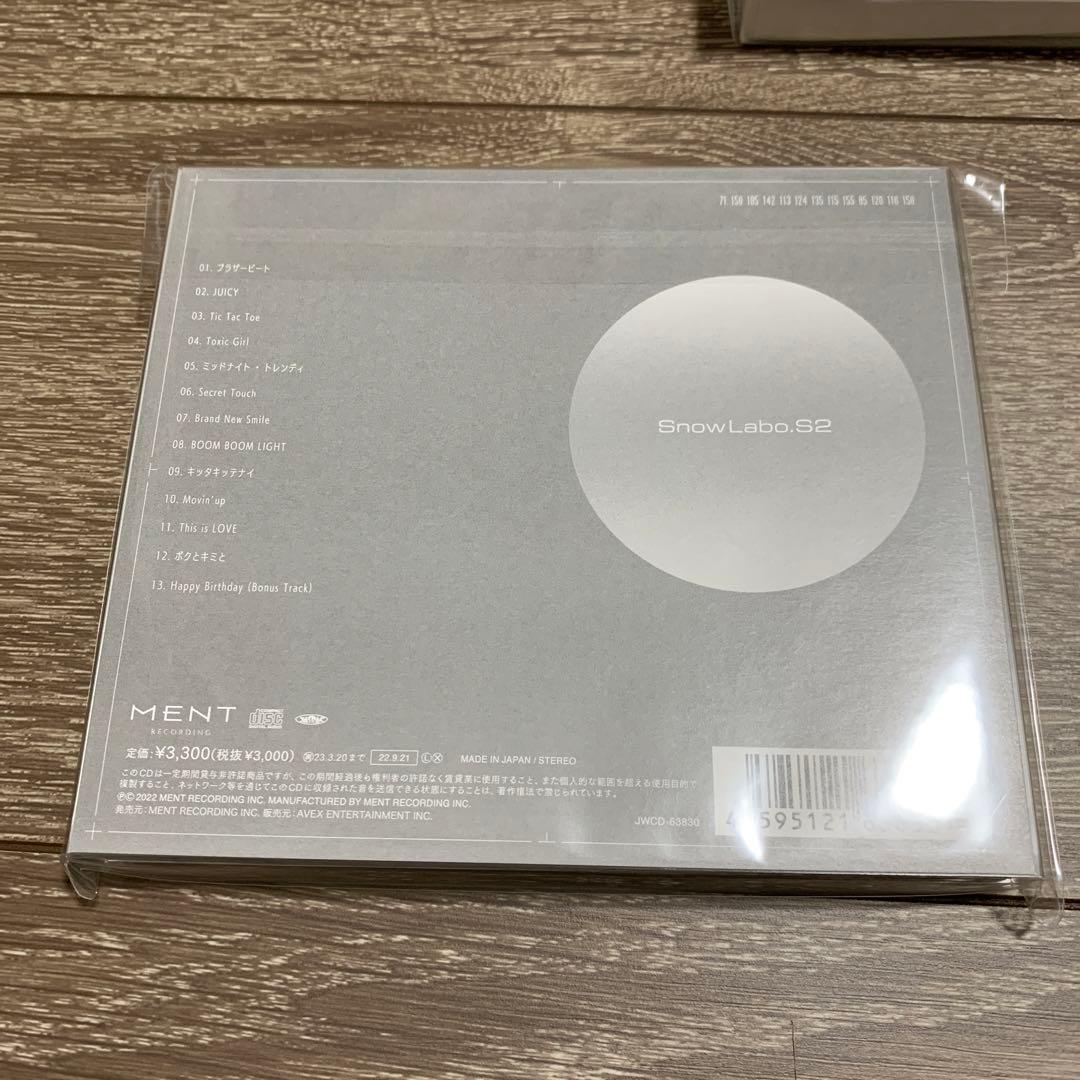 71 150 105 142 113 124 135 115 155 85 120 118 150
01. ブラザービート
02. JUICY
03. Tic Tac Toe
04. Toxic Girl
05. ミッドナイト・トレンディ
06. Secret Touch
07. Brand New Smile
08. BOOM BOOM LIGHT
09. キッタキッテナイ
10. Movin' up
11. This is LOVE
12. ボクとキミと
13. Happy Birthday (Bonus Track)
Snow Labo.S2
MENT
RECORDING
disc
定価:¥3,300(税抜 ¥3,000) 23.3.20まで 22.9.21 Ⓛ MADE IN JAPAN / STEREO
このCDは一定期間貸与非許諾商品ですが、この期間経過後も権利者の許諾なく賃貸業に使用すること、また個人的な範囲を超える使用目的で
複製すること、ネットワーク等を通じてこのCDに収録された音を送信できる状態にすることは、著作権法で禁じられています。
ⓅⒸ2022 MENT RECORDING INC. MANUFACTURED BY MENT RECORDING INC.
発売元:MENT RECORDING INC. 販売元:AVEX ENTERTAINMENT INC.
JWCD-63830
4 595121